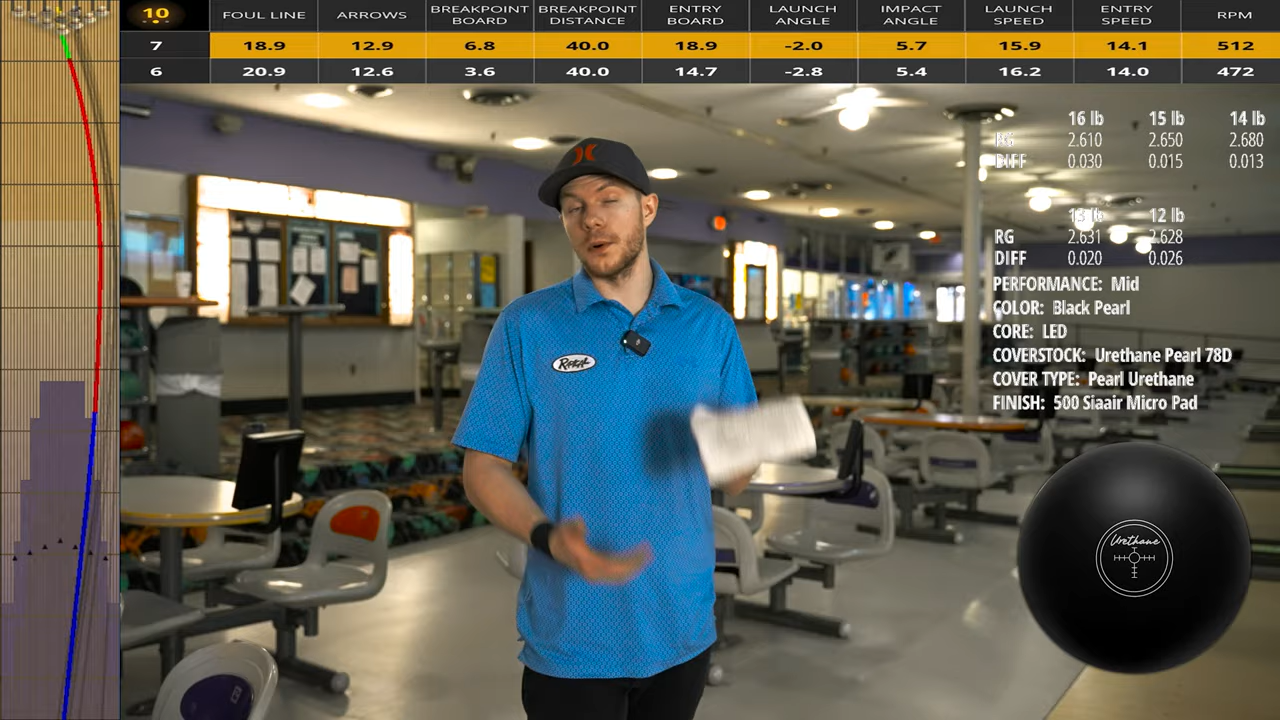 10 FOUL LINE ARROWS BREAKPOINT BOARD BREAKPOINT DISTANCE ENTRY BOARD LAUNCH ANGLE IMPACT ANGLE LAUNCH SPEED ENTRY SPEED RPM
7 18.9 12.9 6.8 40.0 18.9 -2.0 5.7 15.9 14.1 512
6 20.9 12.6 3.6 40.0 14.7 -2.8 5.4 16.2 14.0 472
16 lb 15 lb 14 lb
RG 2.610 2.650 2.680
DIFF 0.030 0.015 0.013
13 lb 12 lb
RG 2.631 2.628
DIFF 0.020 0.026
PERFORMANCE: Mid
COLOR: Black Pearl
CORE: LED
COVERSTOCK: Urethane Pearl 78D
COVER TYPE: Pearl Urethane
FINISH: 500 Siaair Micro Pad
Radical
Urethane